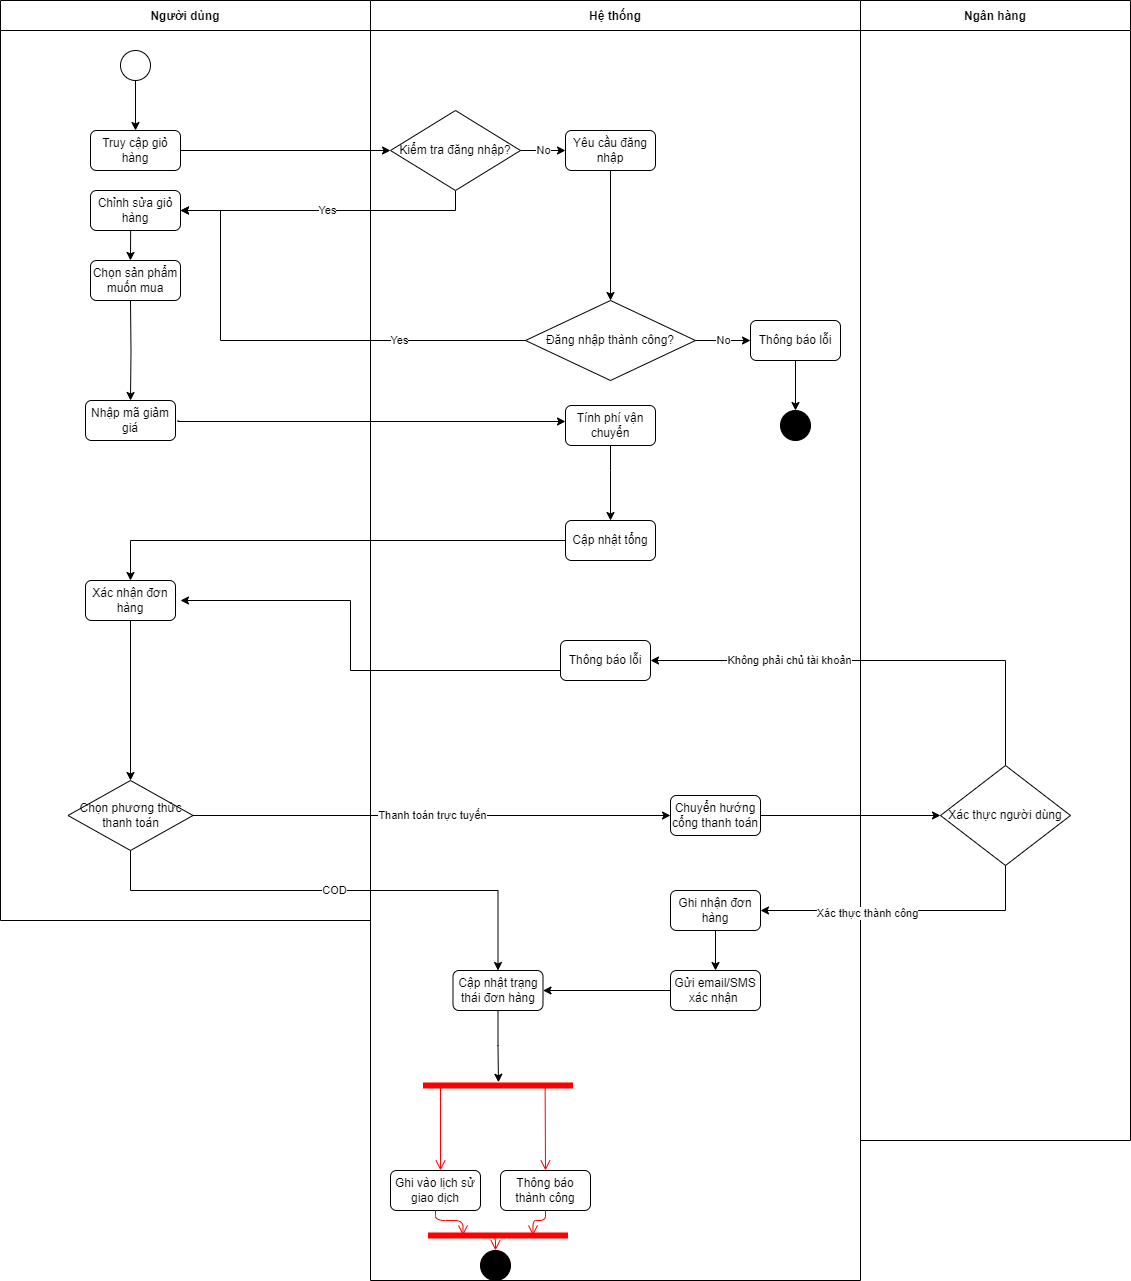 Người dùng
Hệ thống
Ngân hàng
Truy cập giỏ
hàng
Kiểm tra đăng nhập?
No
Yêu cầu đăng
nhập
Chỉnh sửa giỏ
hàng
Yes
Chọn sản phẩm
muốn mua
Yes
Đăng nhập thành công?
No
Thông báo lỗi
Nhập mã giảm
giá
Tính phí vận
chuyển
Cập nhật tổng
Xác nhận đơn
hàng
Thông báo lỗi
Không phải chủ tài khoản
Chọn phương thức
thanh toán
Thanh toán trực tuyến
Chuyển hướng
cổng thanh toán
Xác thực người dùng
COD
Ghi nhận đơn
hàng
Xác thực thành công
Cập nhật trạng
thái đơn hàng
Gửi email/SMS
xác nhận
Ghi vào lịch sử
giao dịch
Thông báo
thành công